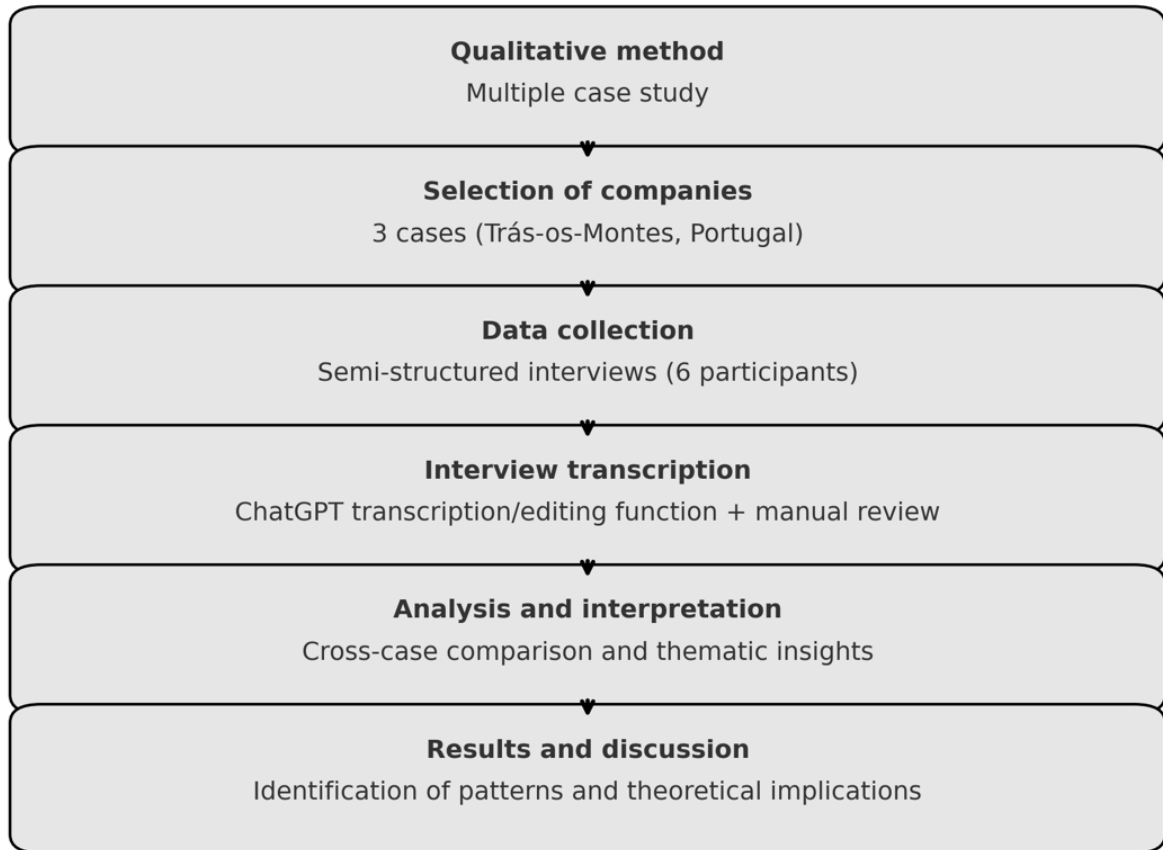 Qualitative method
Multiple case study
Selection of companies
3 cases (Trás-os-Montes, Portugal)
Data collection
Semi-structured interviews (6 participants)
Interview transcription
ChatGPT transcription/editing function + manual review
Analysis and interpretation
Cross-case comparison and thematic insights
Results and discussion
Identification of patterns and theoretical implications